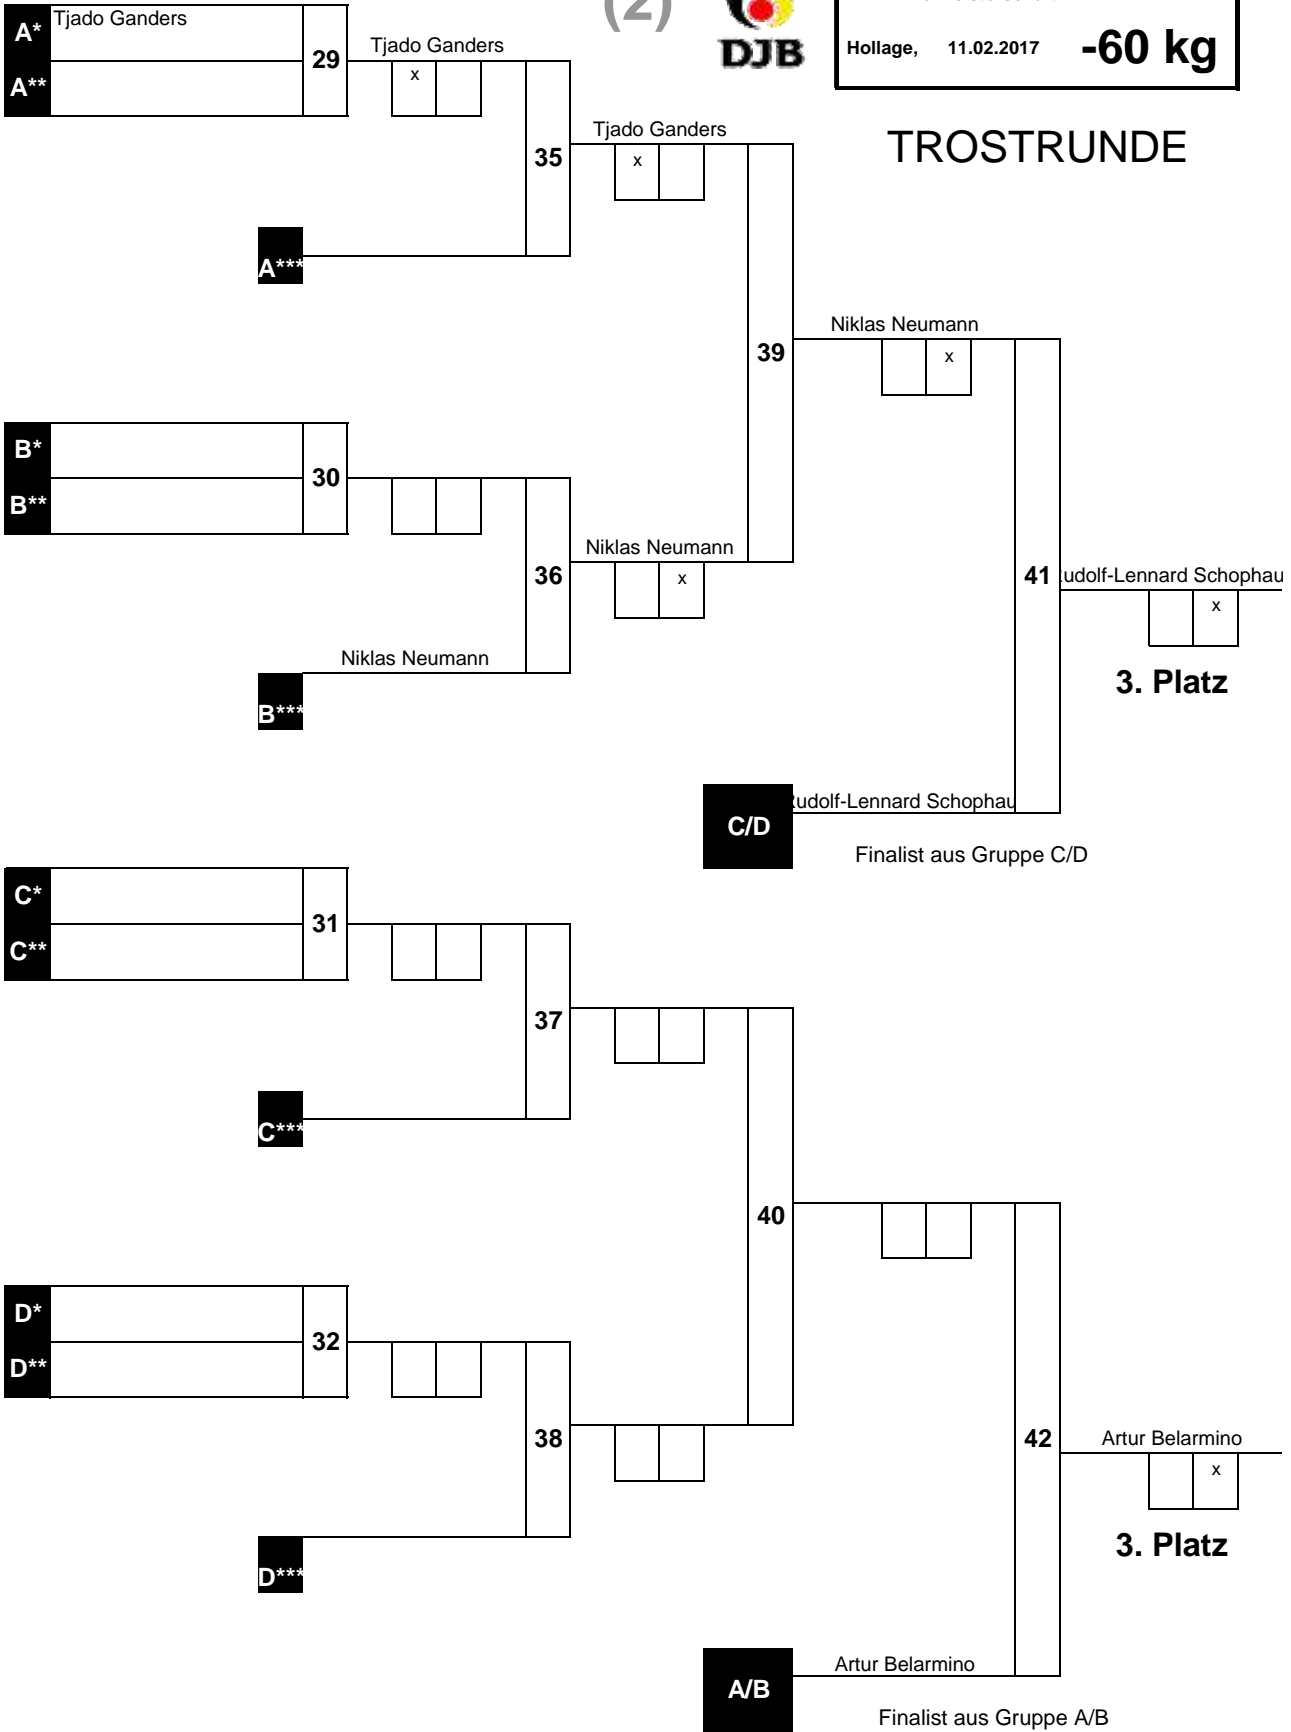 (2)
DJB
Hollage, 11.02.2017 -60 kg
TROSTRUNDE
A* Tjado Ganders
A**
29
Tjado Ganders
x
35
Tjado Ganders
x
A***
39
Niklas Neumann
x
B*
B**
30
36
Niklas Neumann
x
Niklas Neumann
B***
41
udolf-Lennard Schophau
x
3. Platz
C/D
udolf-Lennard Schophau
Finalist aus Gruppe C/D
C*
C**
31
37
C***
40
D*
D**
32
38
D***
42
Artur Belarmino
x
3. Platz
A/B
Artur Belarmino
Finalist aus Gruppe A/B